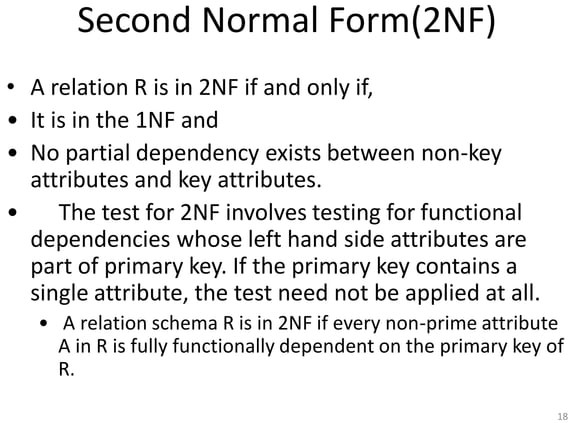 Second Normal Form(2NF)
• A relation R is in 2NF if and only if,
• It is in the 1NF and
• No partial dependency exists between non-key
attributes and key attributes.
• The test for 2NF involves testing for functional
dependencies whose left hand side attributes are
part of primary key. If the primary key contains a
single attribute, the test need not be applied at all.
• A relation schema R is in 2NF if every non-prime attribute
A in R is fully functionally dependent on the primary key of
R.
18